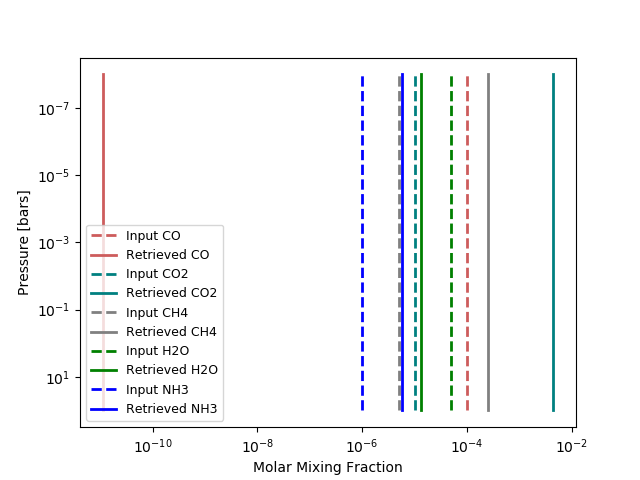 10⁻⁷
10⁻⁵
10⁻³
10⁻¹
10¹
Pressure [bars]
Input CO
Retrieved CO
Input CO2
Retrieved CO2
Input CH4
Retrieved CH4
Input H2O
Retrieved H2O
Input NH3
Retrieved NH3
10⁻¹⁰ 10⁻⁸ 10⁻⁶ 10⁻⁴ 10⁻²
Molar Mixing Fraction